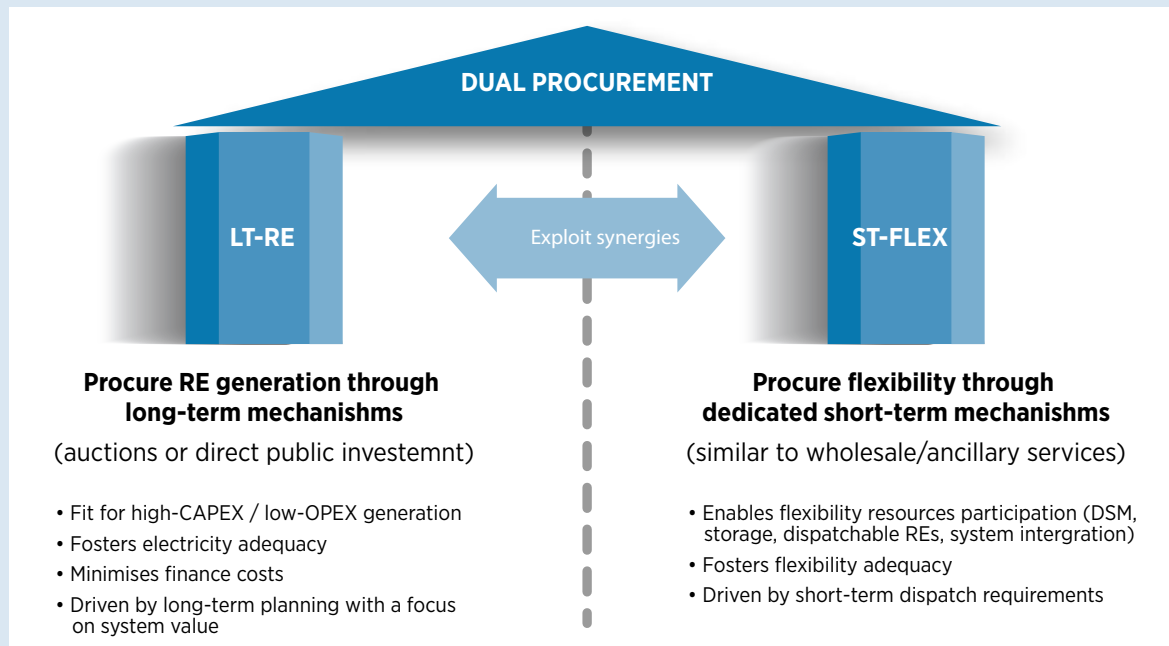 DUAL PROCUREMENT
LT-RE
Exploit synergies
ST-FLEX
Procure RE generation through
long-term mechanishms
(auctions or direct public investemnt)
• Fit for high-CAPEX / low-OPEX generation
• Fosters electricity adequacy
• Minimises finance costs
• Driven by long-term planning with a focus
on system value
Procure flexibility through
dedicated short-term mechanishms
(similar to wholesale/ancillary services)
• Enables flexibility resources participation (DSM,
storage, dispatchable REs, system intergration)
• Fosters flexibility adequacy
• Driven by short-term dispatch requirements